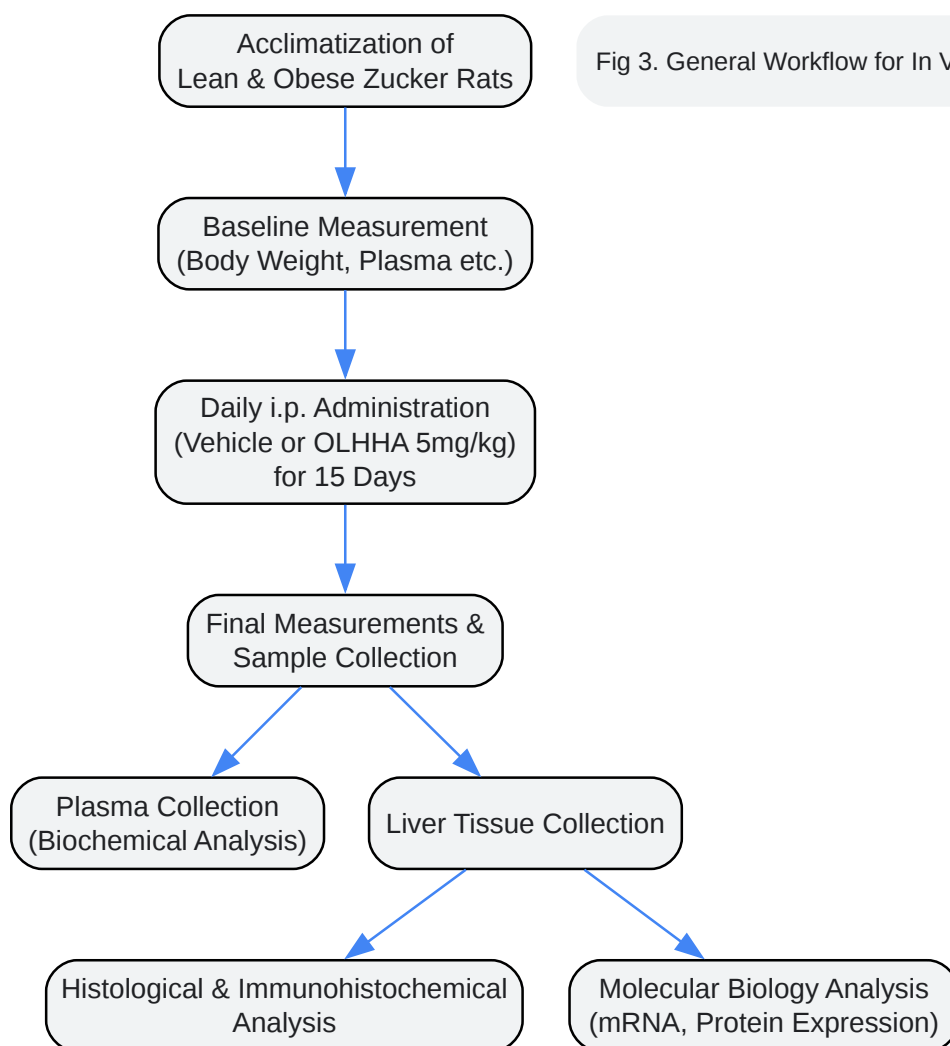 Acclimatization of
Lean & Obese Zucker Rats
Fig 3. General Workflow for In V
Baseline Measurement
(Body Weight, Plasma etc.)
Daily i.p. Administration
(Vehicle or OLHHA 5mg/kg)
for 15 Days
Final Measurements &
Sample Collection
Plasma Collection
(Biochemical Analysis)
Liver Tissue Collection
Histological & Immunohistochemical
Analysis
Molecular Biology Analysis
(mRNA, Protein Expression)